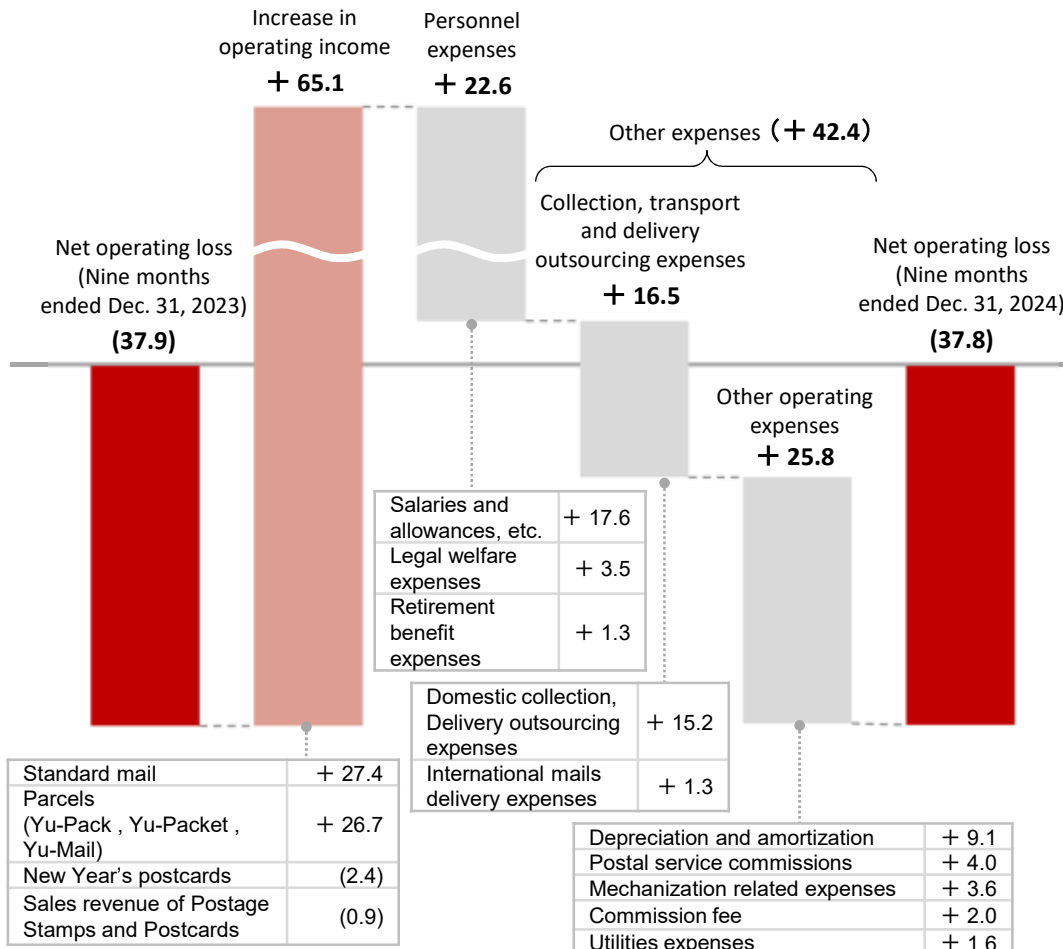 Increase in
operating income
+ 65.1
Personnel
expenses
+ 22.6
Other expenses (+ 42.4)
Collection, transport
and delivery
outsourcing expenses
+ 16.5
Net operating loss
(Nine months
ended Dec. 31, 2023)
(37.9)
Net operating loss
(Nine months
ended Dec. 31, 2024)
(37.8)
Other operating
expenses
+ 25.8
Salaries and
allowances, etc. + 17.6
Legal welfare
expenses + 3.5
Retirement
benefit
expenses + 1.3
Domestic collection,
Delivery outsourcing
expenses + 15.2
International mails
delivery expenses + 1.3
Standard mail + 27.4
Parcels
(Yu-Pack , Yu-Packet ,
Yu-Mail) + 26.7
New Year’s postcards (2.4)
Sales revenue of Postage
Stamps and Postcards (0.9)
Depreciation and amortization + 9.1
Postal service commissions + 4.0
Mechanization related expenses + 3.6
Commission fee + 2.0
Utilities expenses + 1.6